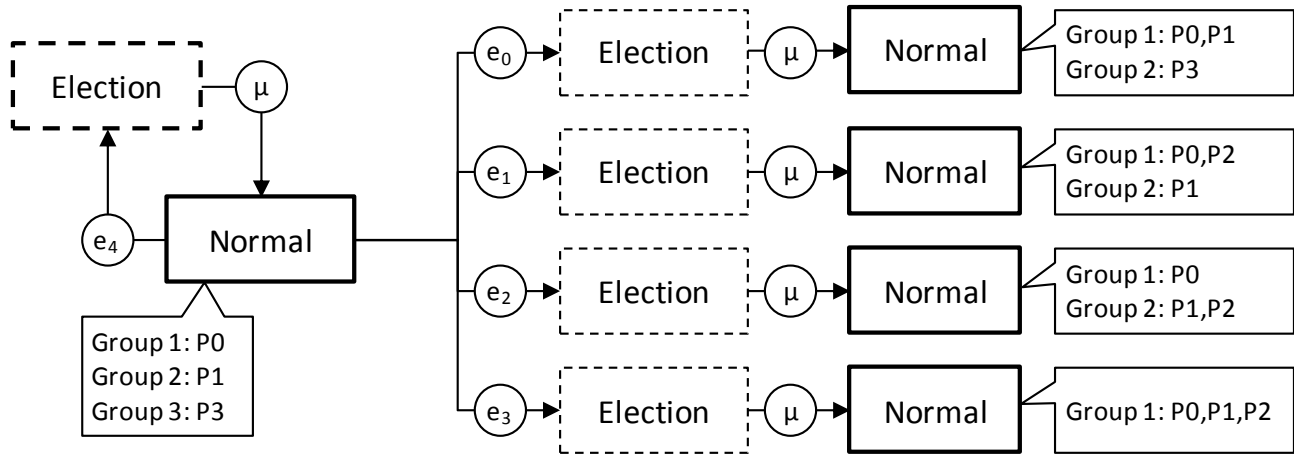 Election
μ
e4
Normal
Group 1: P0
Group 2: P1
Group 3: P3
e0
Election
μ
Normal
Group 1: P0,P1
Group 2: P3
e1
Election
μ
Normal
Group 1: P0,P2
Group 2: P1
e2
Election
μ
Normal
Group 1: P0
Group 2: P1,P2
e3
Election
μ
Normal
Group 1: P0,P1,P2